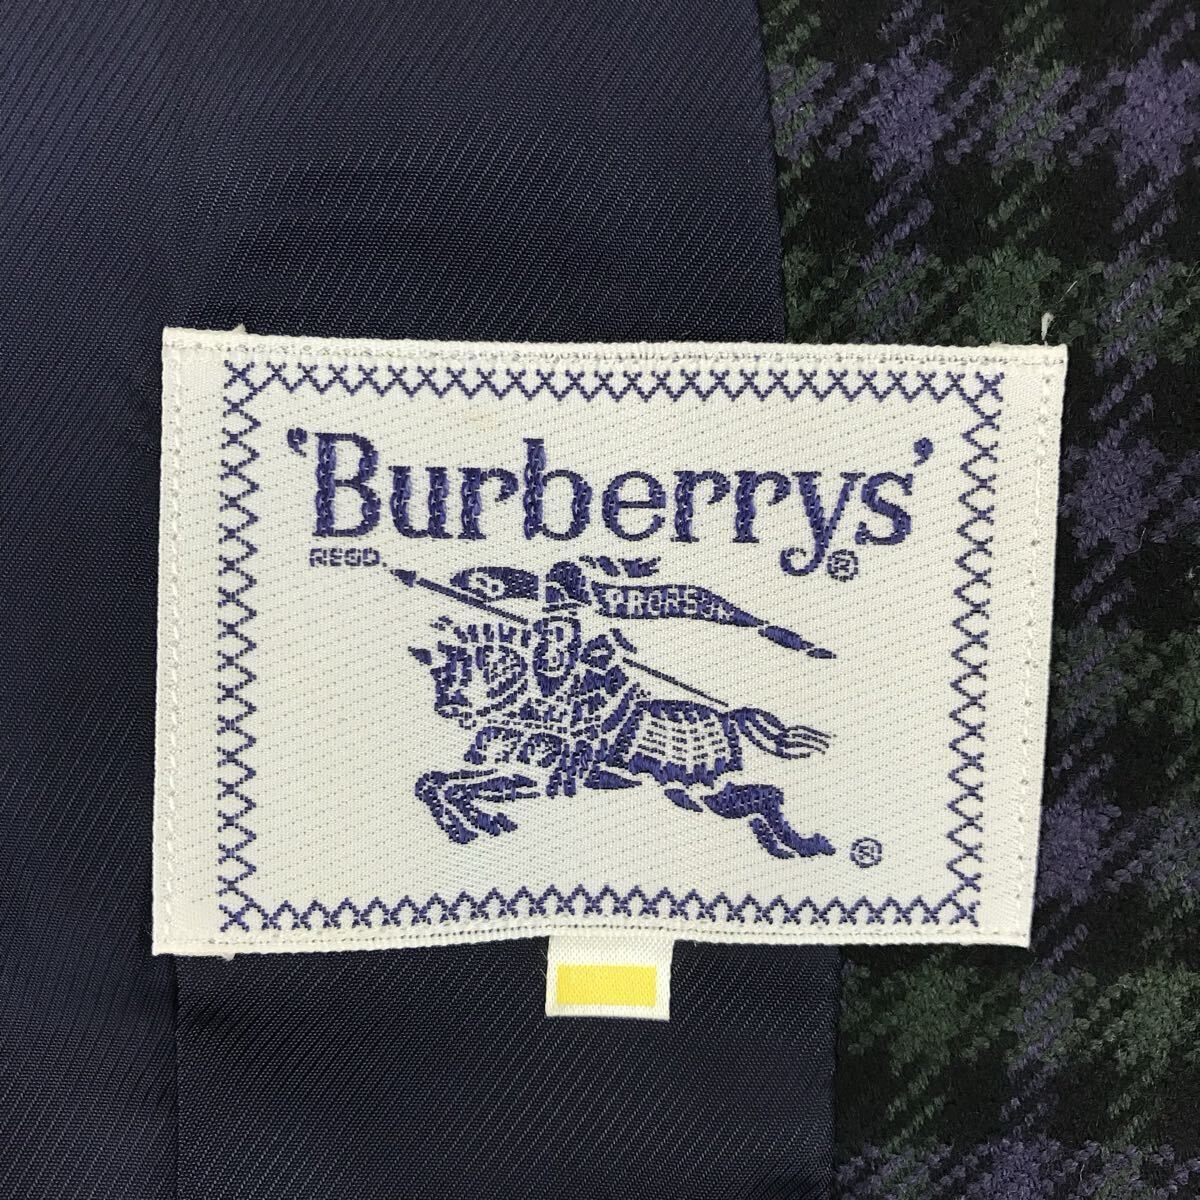 'Burberrys'
REGD. ®
PRORSUM
®